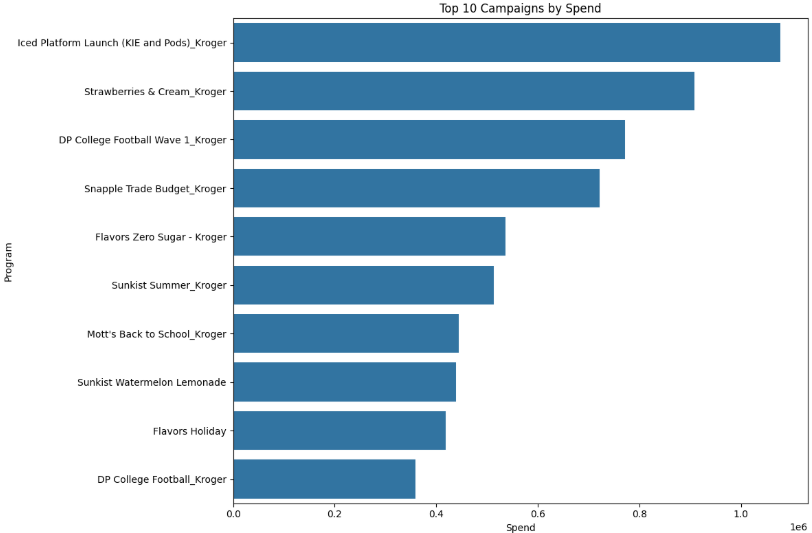 Top 10 Campaigns by Spend
Iced Platform Launch (KIE and Pods)_Kroger
Strawberries & Cream_Kroger
DP College Football Wave 1_Kroger
Snapple Trade Budget_Kroger
Flavors Zero Sugar - Kroger
Sunkist Summer_Kroger
Mott's Back to School_Kroger
Sunkist Watermelon Lemonade
Flavors Holiday
DP College Football_Kroger
Program
0.0 0.2 0.4 0.6 0.8 1.0
1e6
Spend